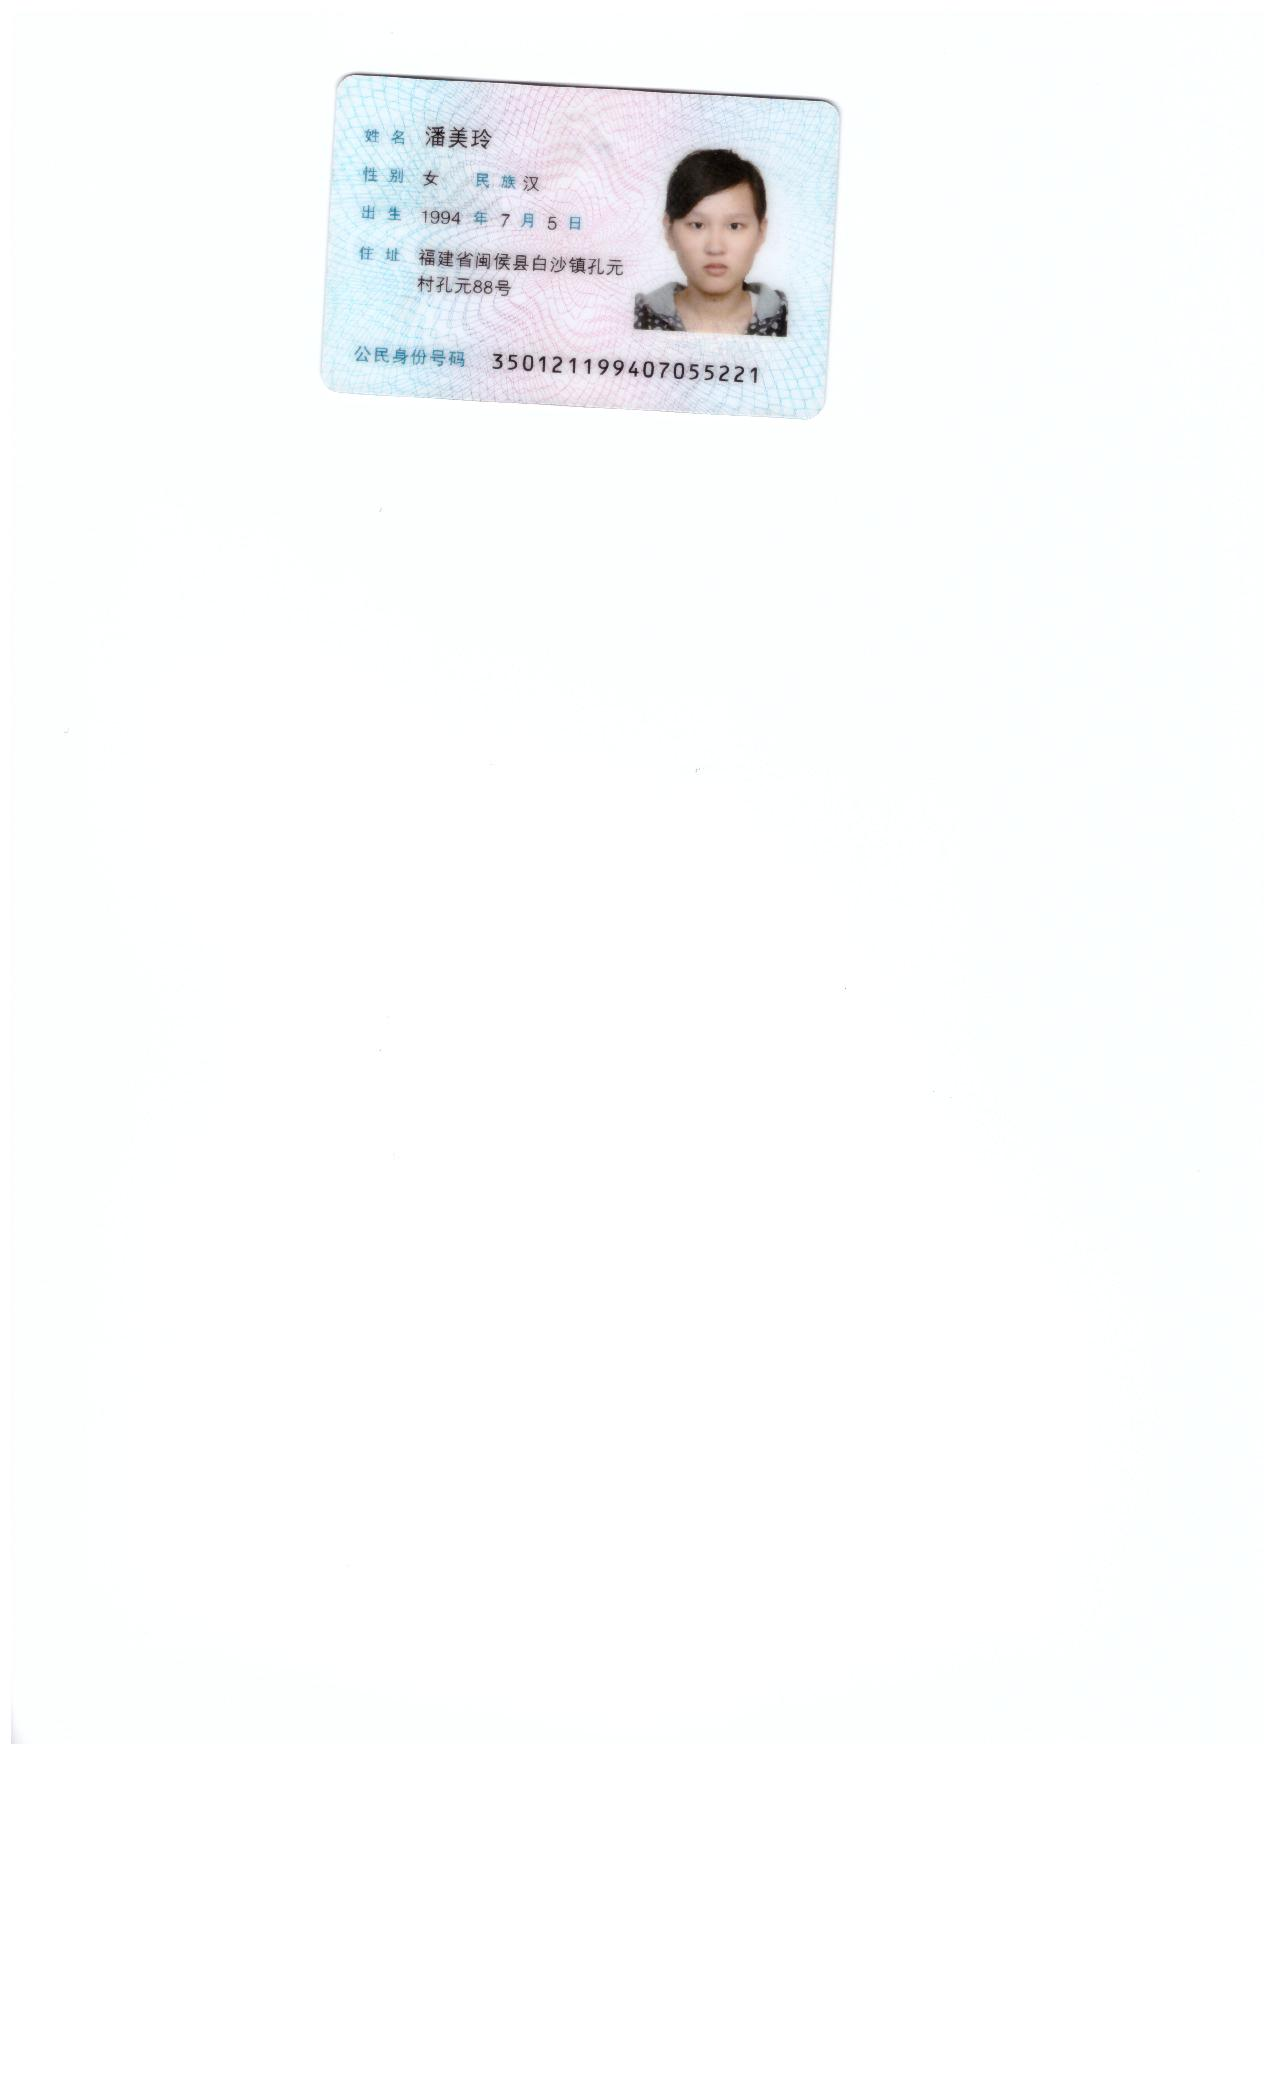 姓名 潘美玲
性别 女 民族 汉
出生 1994 年 7 月 5 日
住址 福建省闽侯县白沙镇孔元
村孔元88号
公民身份号码 350121199407055221